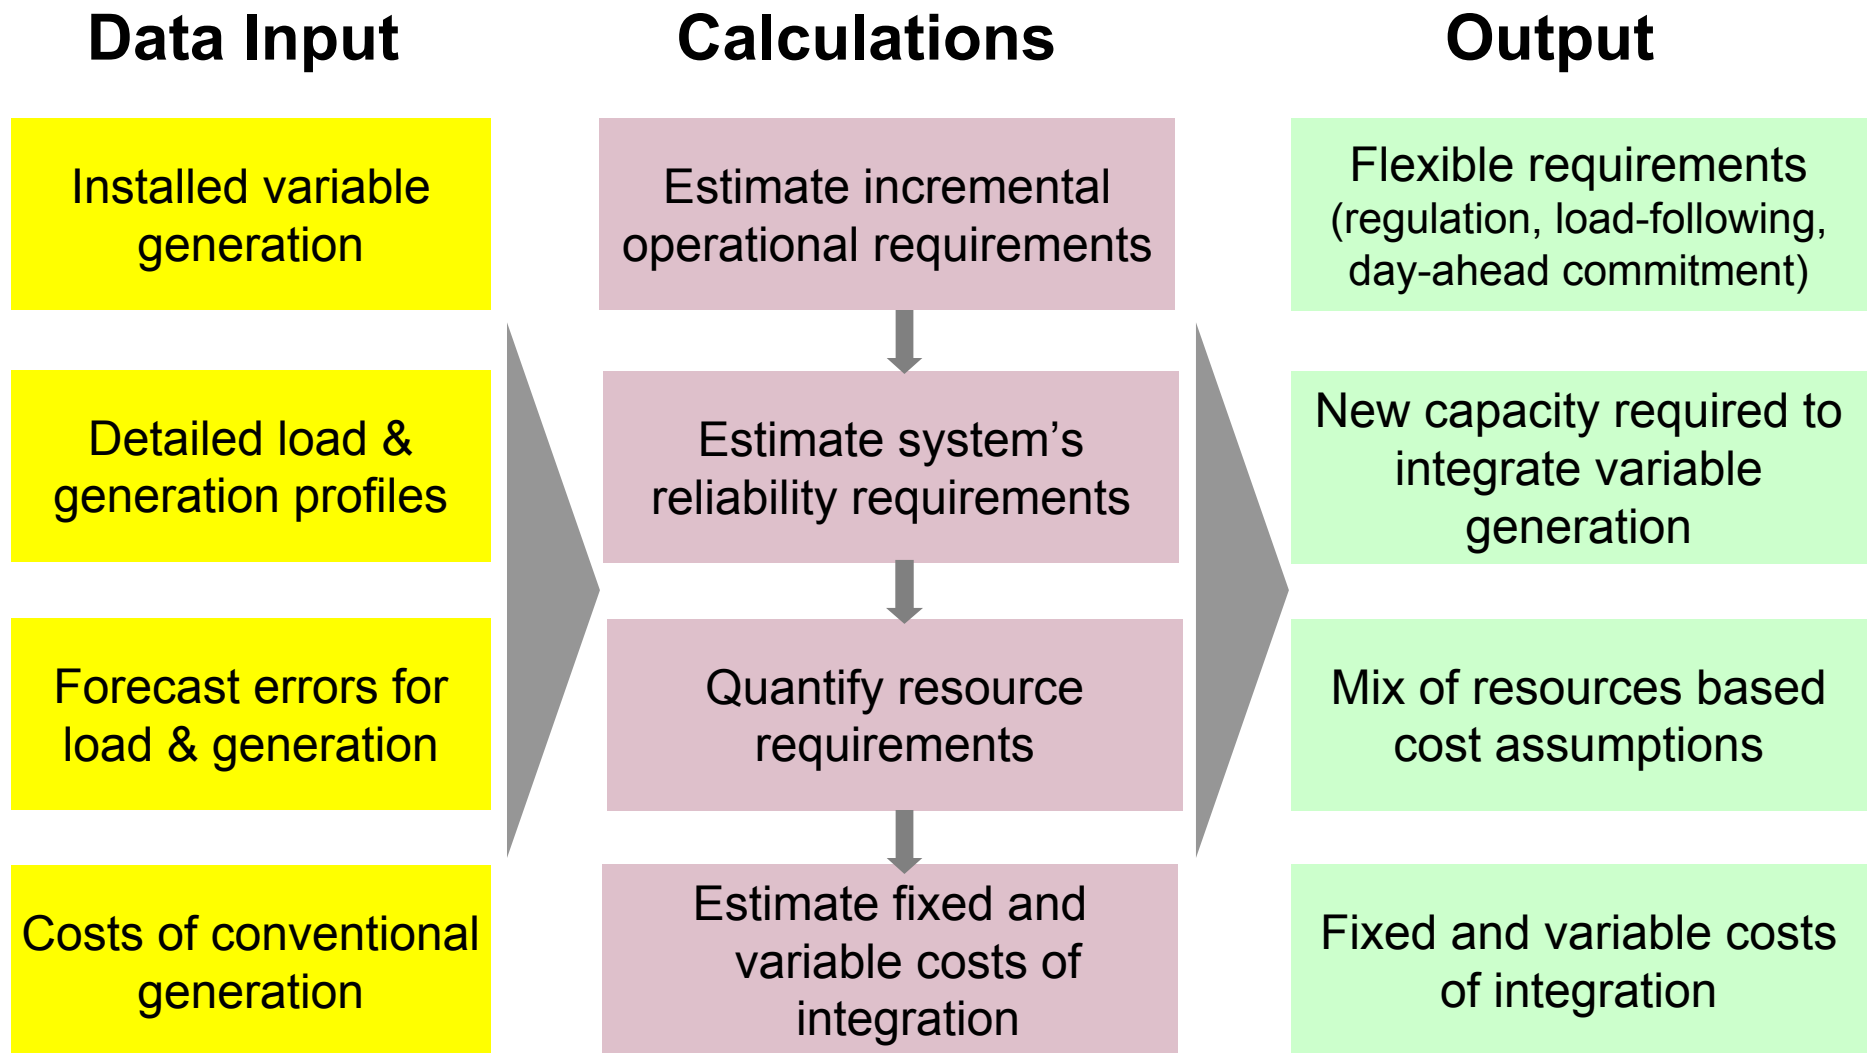 Data Input
Calculations
Output
Installed variable
generation
Detailed load &
generation profiles
Forecast errors for
load & generation
Costs of conventional
generation
Estimate incremental
operational requirements
Estimate system’s
reliability requirements
Quantify resource
requirements
Estimate fixed and
variable costs of
integration
Flexible requirements
(regulation, load-following,
day-ahead commitment)
New capacity required to
integrate variable
generation
Mix of resources based
cost assumptions
Fixed and variable costs
of integration